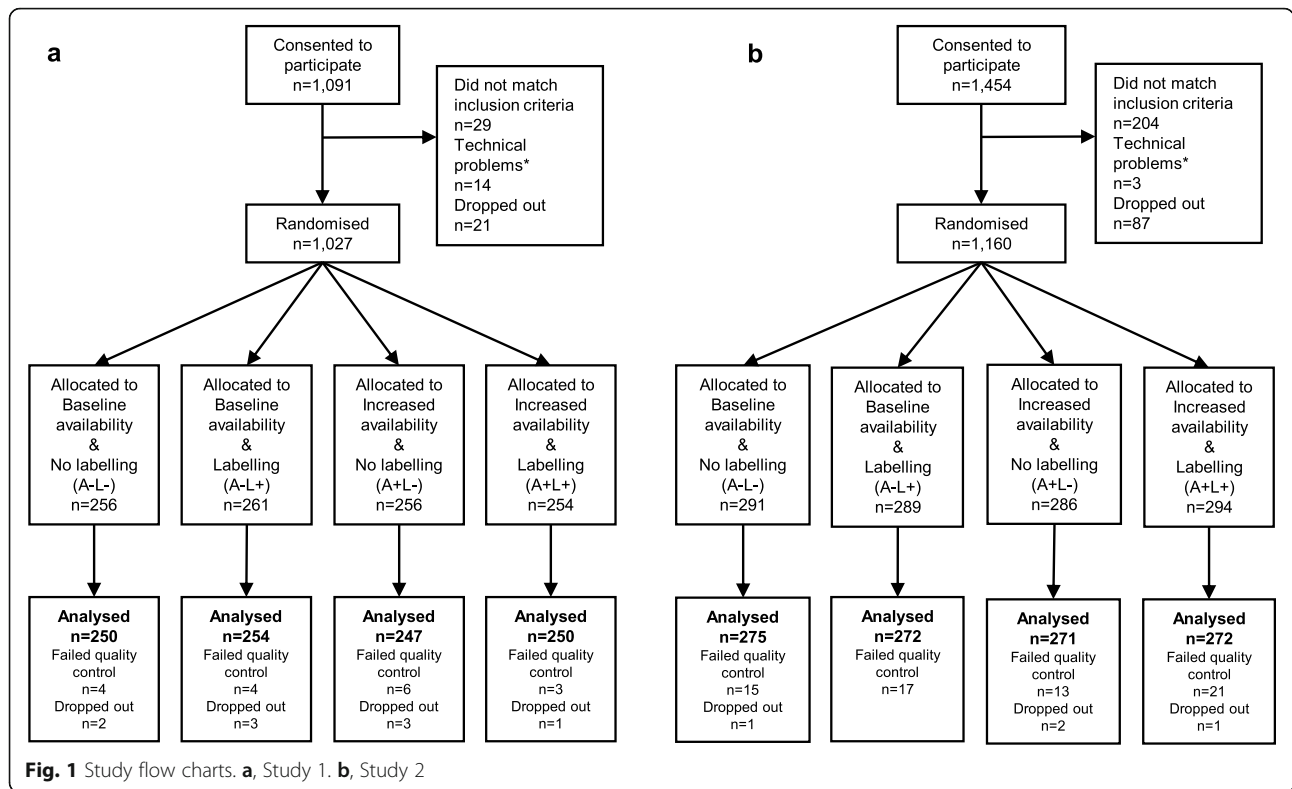 a
Consented to
participate
n=1,091
Did not match
inclusion criteria
n=29
Technical
problems*
n=14
Dropped out
n=21
Randomised
n=1,027
Allocated to
Baseline
availability
&
No labelling
(A-L-)
n=256
Allocated to
Baseline
availability
&
Labelling
(A-L+)
n=261
Allocated to
Increased
availability
&
No labelling
(A+L-)
n=256
Allocated to
Increased
availability
&
Labelling
(A+L+)
n=254
Analysed
n=250
Failed quality
control
n=4
Dropped out
n=2
Analysed
n=254
Failed quality
control
n=4
Dropped out
n=3
Analysed
n=247
Failed quality
control
n=6
Dropped out
n=3
Analysed
n=250
Failed quality
control
n=3
Dropped out
n=1
b
Consented to
participate
n=1,454
Did not match
inclusion criteria
n=204
Technical
problems*
n=3
Dropped out
n=87
Randomised
n=1,160
Allocated to
Baseline
availability
&
No labelling
(A-L-)
n=291
Allocated to
Baseline
availability
&
Labelling
(A-L+)
n=289
Allocated to
Increased
availability
&
No labelling
(A+L-)
n=286
Allocated to
Increased
availability
&
Labelling
(A+L+)
n=294
Analysed
n=275
Failed quality
control
n=15
Dropped out
n=1
Analysed
n=272
Failed quality
control
n=17
Analysed
n=271
Failed quality
control
n=13
Dropped out
n=2
Analysed
n=272
Failed quality
control
n=21
Dropped out
n=1
Fig. 1 Study flow charts. a, Study 1. b, Study 2